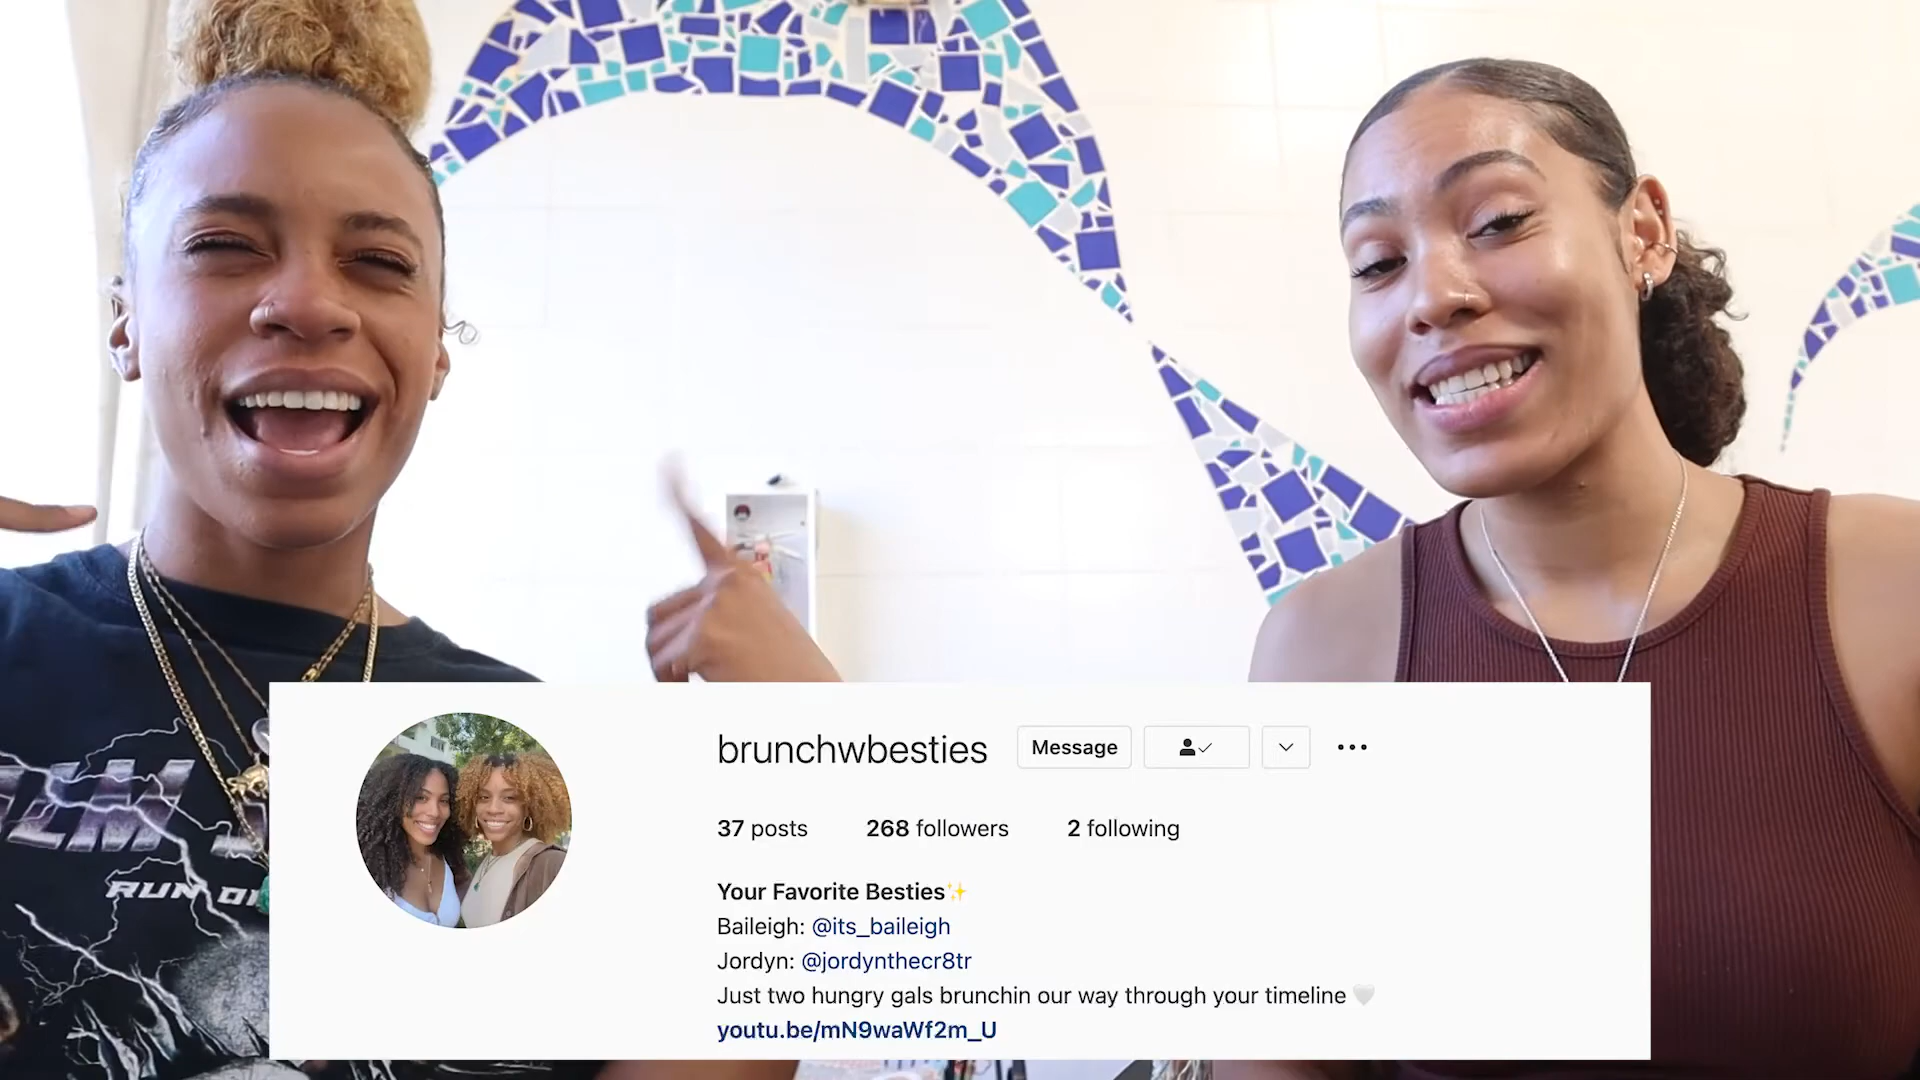 brunchwbesties Message
37 posts 268 followers 2 following
Your Favorite Besties✨
Baileigh: @its_baileigh
Jordyn: @jordynthecr8tr
Just two hungry gals brunchin our way through your timeline 🤍
youtu.be/mN9waWf2m_U
RUN